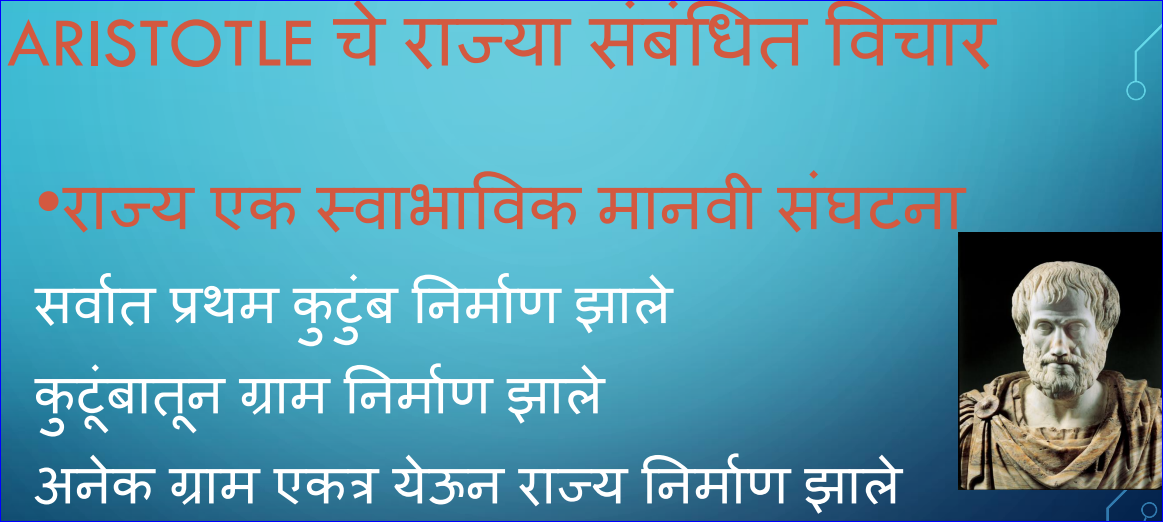 ARISTOTLE चे राज्या संबंधित विचार
•राज्य एक स्वाभाविक मानवी संघटना
सर्वात प्रथम कुटुंब निर्माण झाले
कुटूंबातून ग्राम निर्माण झाले
अनेक ग्राम एकत्र येऊन राज्य निर्माण झाले